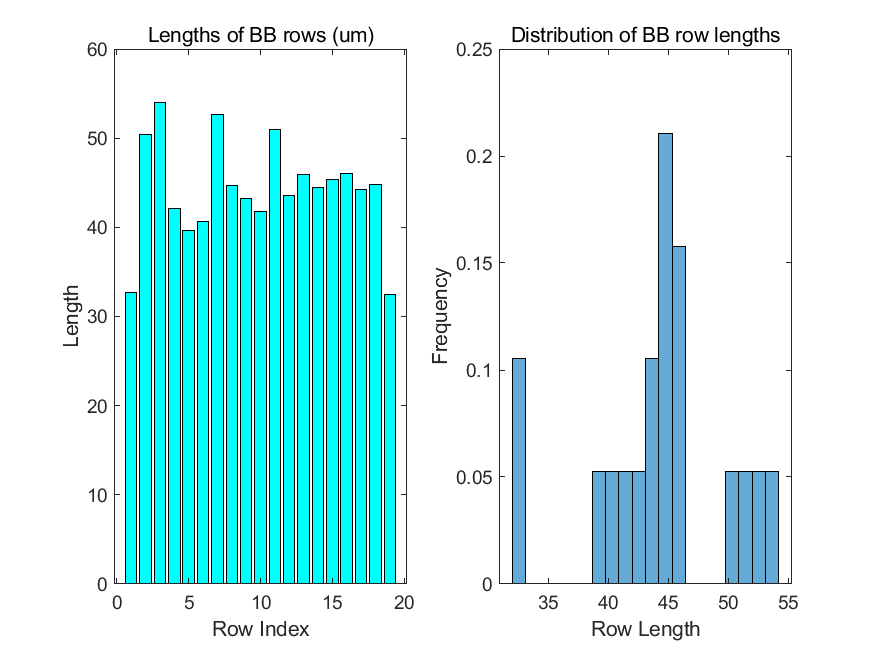 Lengths of BB rows (um)
60
50
40
30
20
10
0
Length
0 5 10 15 20
Row Index
Distribution of BB row lengths
0.25
0.2
0.15
0.1
0.05
0
Frequency
35 40 45 50 55
Row Length